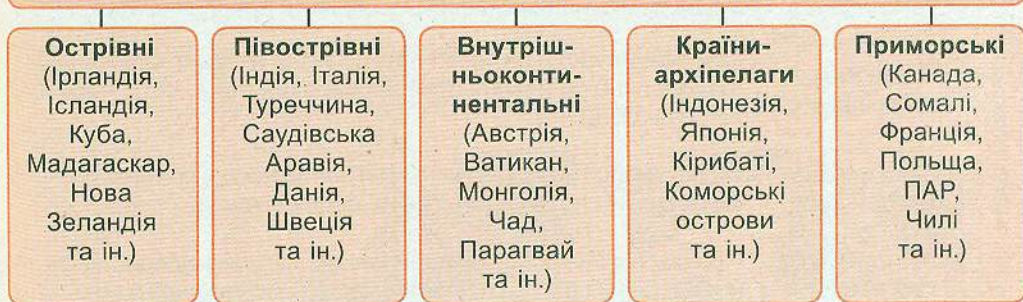 Острівні
(Ірландія,
Ісландія,
Куба,
Мадагаскар,
Нова
Зеландія
та ін.)
Півострівні
(Індія, Італія,
Туреччина,
Саудівська
Аравія,
Данія,
Швеція
та ін.)
Внутріш-
ньоконти-
нентальні
(Австрія,
Ватикан,
Монголія,
Чад,
Парагвай
та ін.)
Країни-
архіпелаги
(Індонезія,
Японія,
Кірибаті,
Коморські
острови
та ін.)
Приморські
(Канада,
Сомалі,
Франція,
Польща,
ПАР,
Чилі
та ін.)